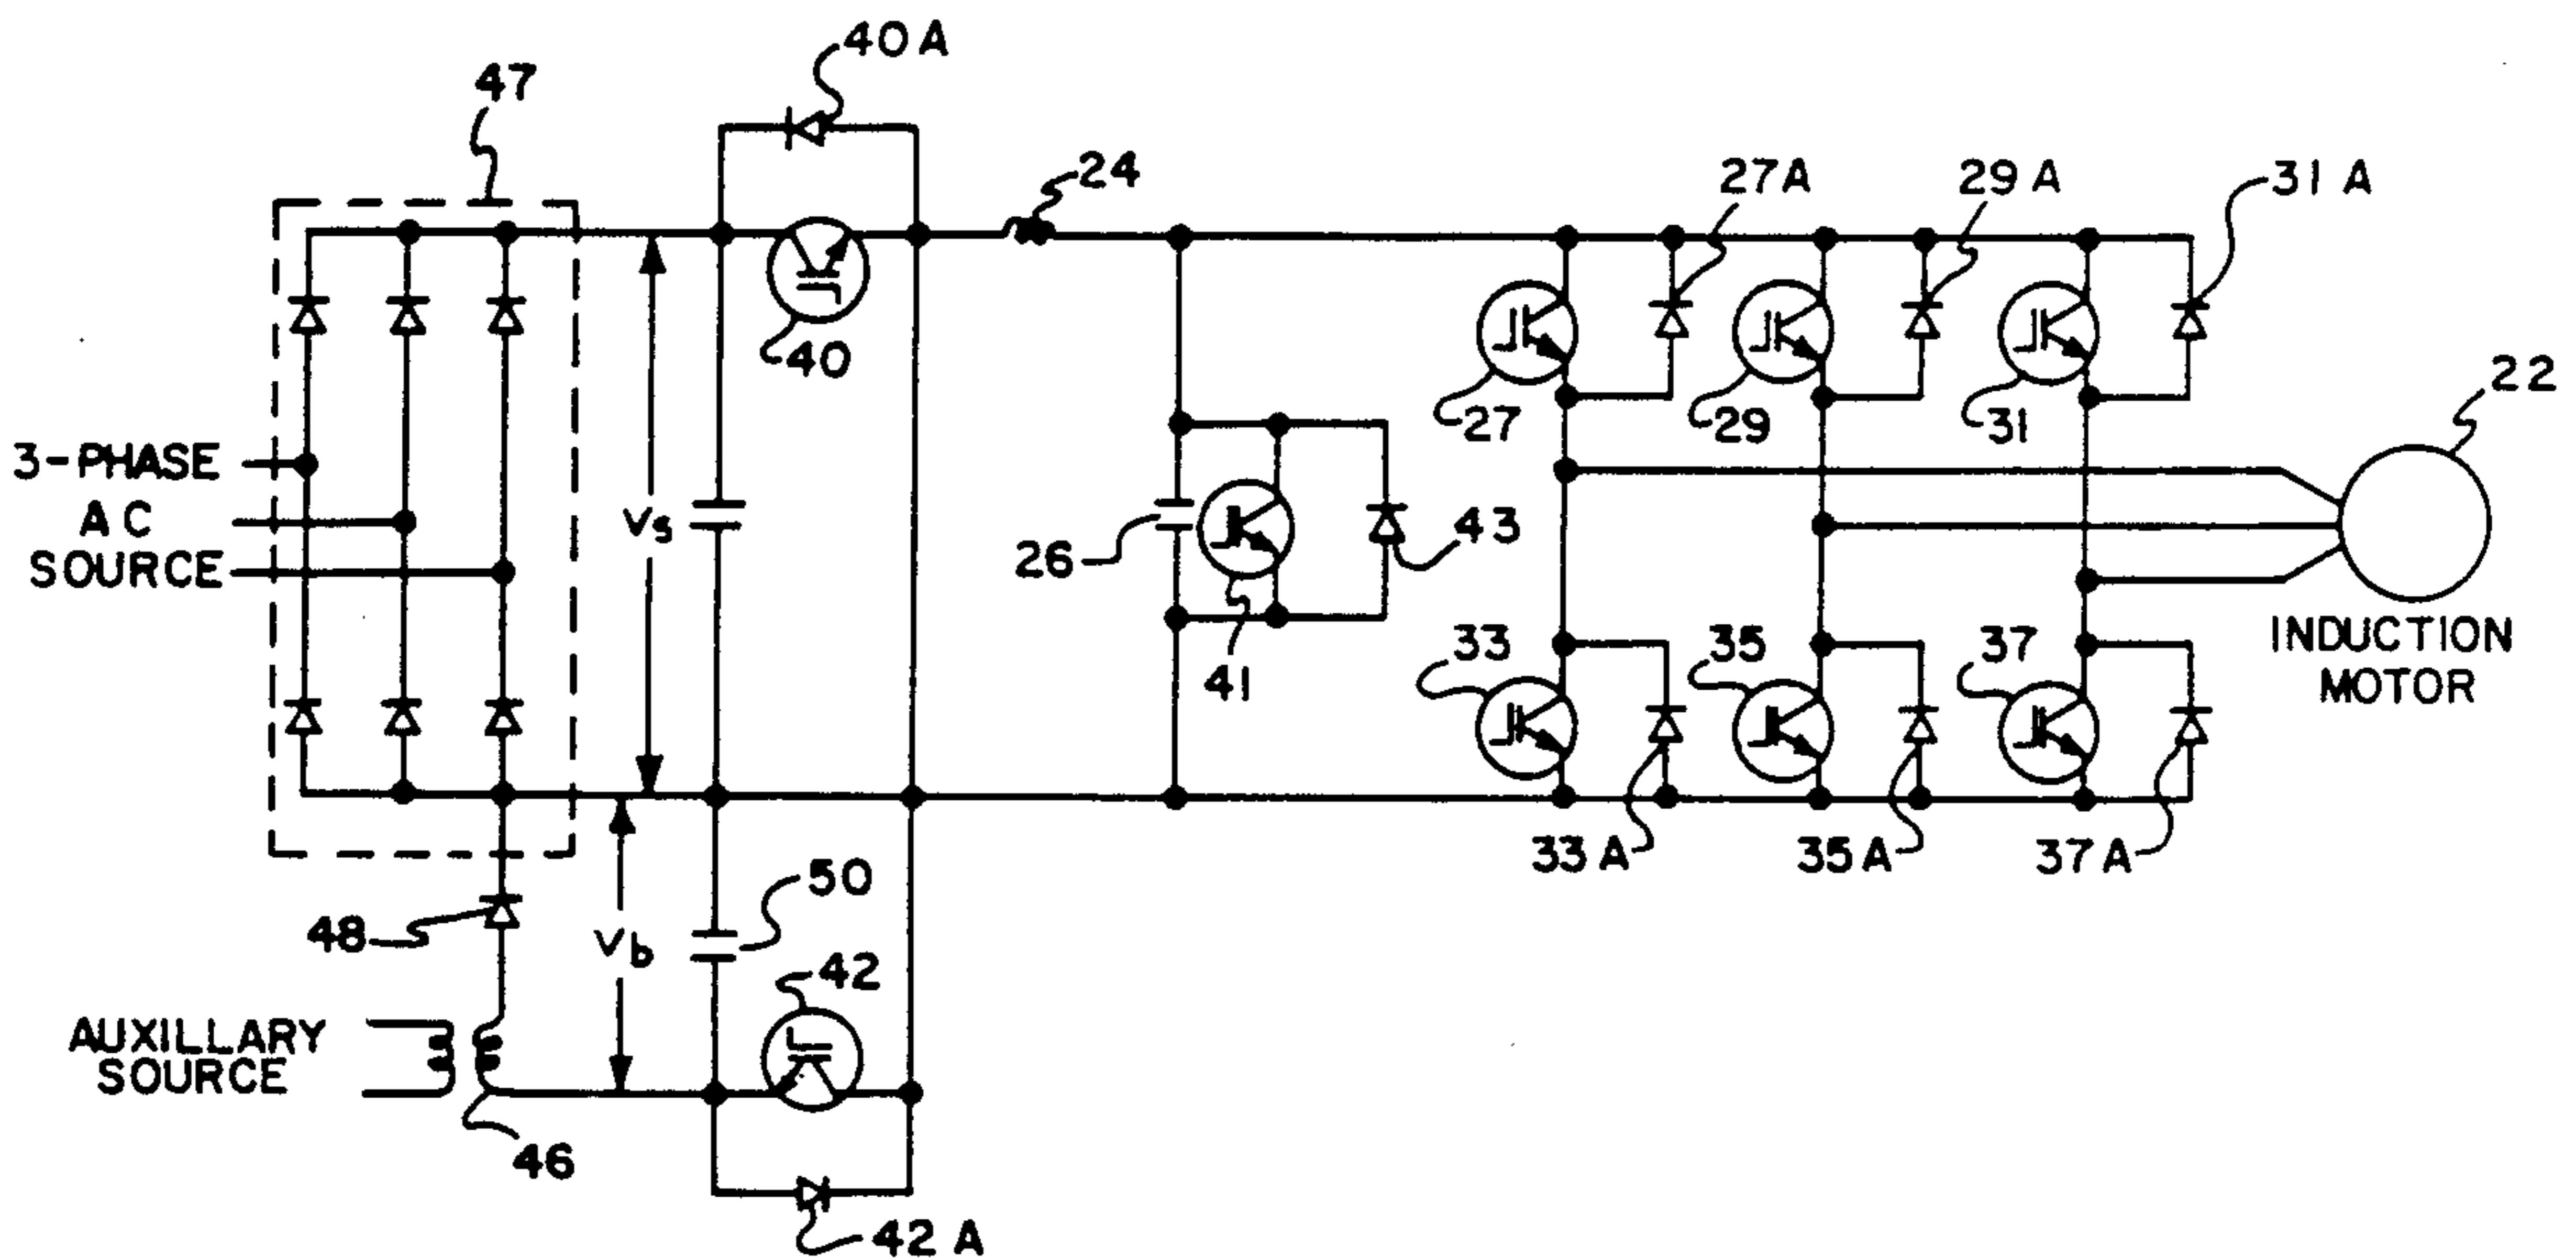 40 A
47
24
27A
29 A
31 A
40
27
29
31
22
3-PHASE
AC
SOURCE
Vs
26
43
41
33
35
37
INDUCTION
MOTOR
33 A
35 A
37 A
50
48
Vb
42
AUXILLARY
SOURCE
46
42 A